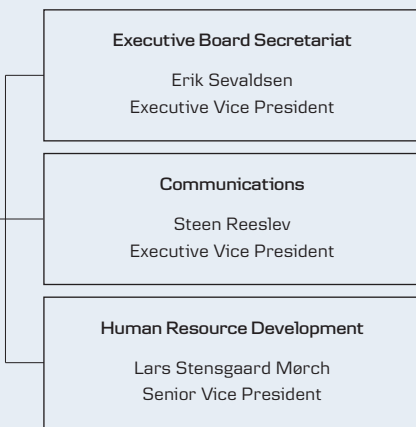 Executive Board Secretariat
Erik Sevaldsen
Executive Vice President
Communications
Steen Reeslev
Executive Vice President
Human Resource Development
Lars Stensgaard Mørch
Senior Vice President